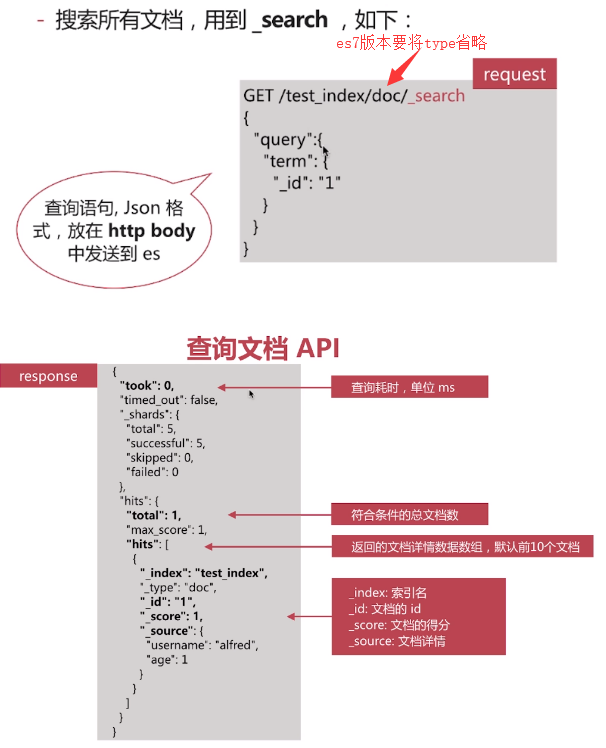 - 搜索所有文档，用到 _search ，如下：
es7版本要将type省略
request
GET /test_index/doc/_search
{
"query":{
"term": {
"_id": "1"
}
}
}
查询语句, Json 格
式，放在 http body
中发送到 es
查询文档 API
response
{
"took": 0,
"timed_out": false,
"_shards": {
"total": 5,
"successful": 5,
"skipped": 0,
"failed": 0
},
"hits": {
"total": 1,
"max_score": 1,
"hits": [
{
"_index": "test_index",
"_type": "doc",
"_id": "1",
"_score": 1,
"_source": {
"username": "alfred",
"age": 1
}
}
]
}
}
查询耗时，单位 ms
符合条件的总文档数
返回的文档详情数据数组，默认前10个文档
_index: 索引名
_id: 文档的 id
_score: 文档的得分
_source: 文档详情